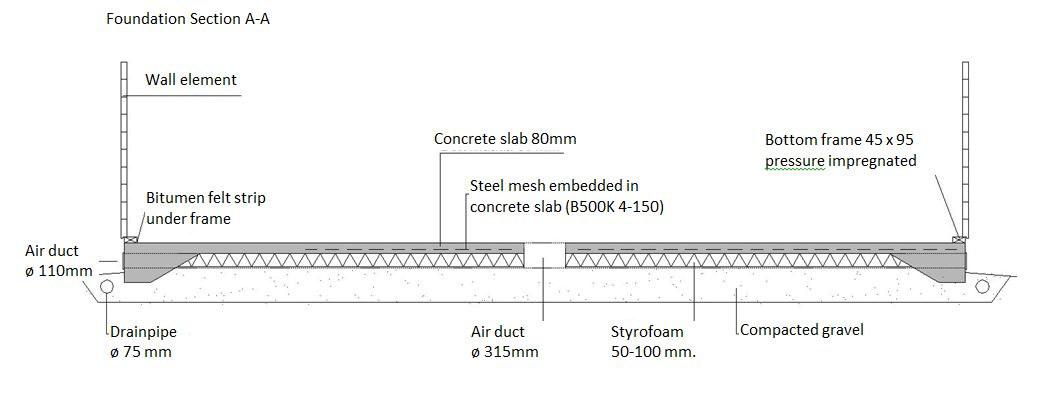 Foundation Section A-A
Wall element
Concrete slab 80mm
Bottom frame 45 x 95
pressure impregnated
Steel mesh embedded in
concrete slab (B500K 4-150)
Bitumen felt strip
under frame
Air duct
ø 110mm
Drainpipe
ø 75 mm
Air duct
ø 315mm
Styrofoam
50-100 mm.
Compacted gravel